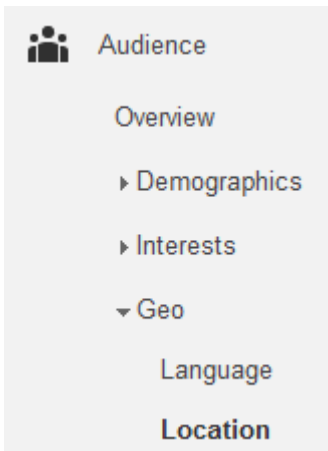 Audience
Overview
Demographics
Interests
Geo
Language
Location